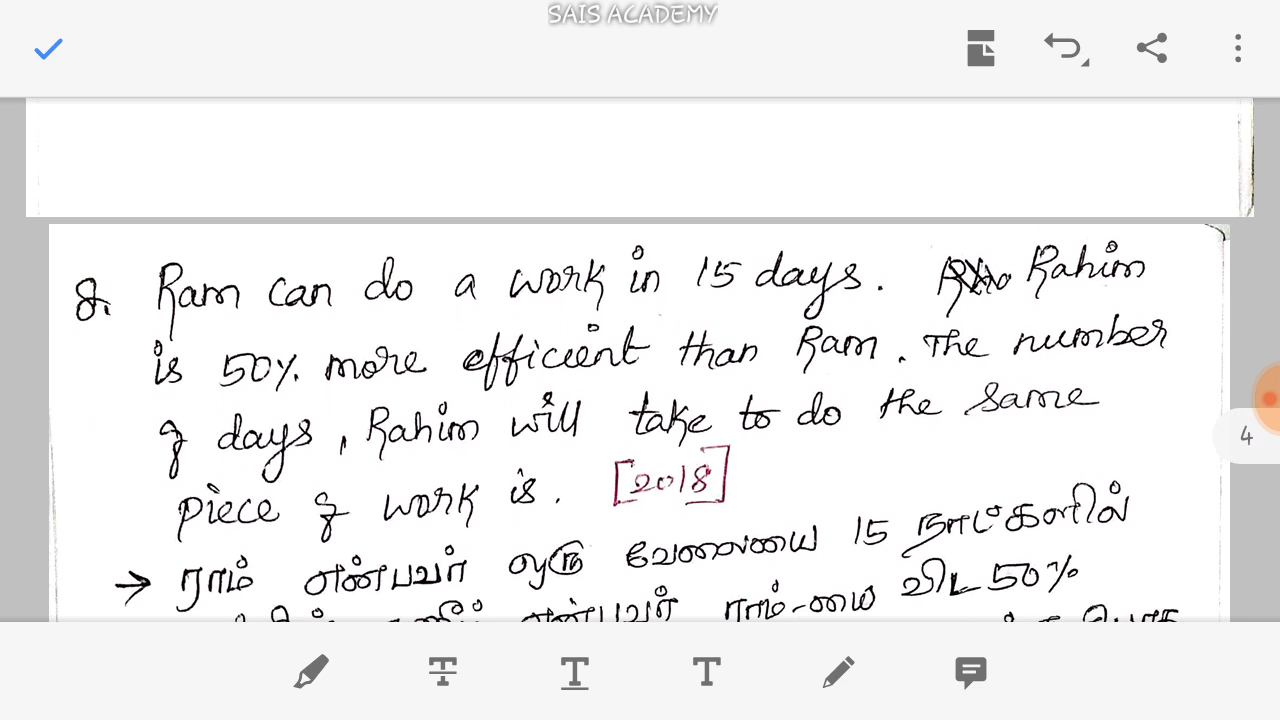 SAIS ACADEMY
8. Ram can do a work in 15 days. Rahim
is 50% more efficient than Ram. The number
of days, Rahim will take to do the same
4
piece of work is. [2018]
→ ராம் என்பவர் ஒரு வேலையை 15 நாட்களில்
என்பவர் ராம்-யை விட 50%